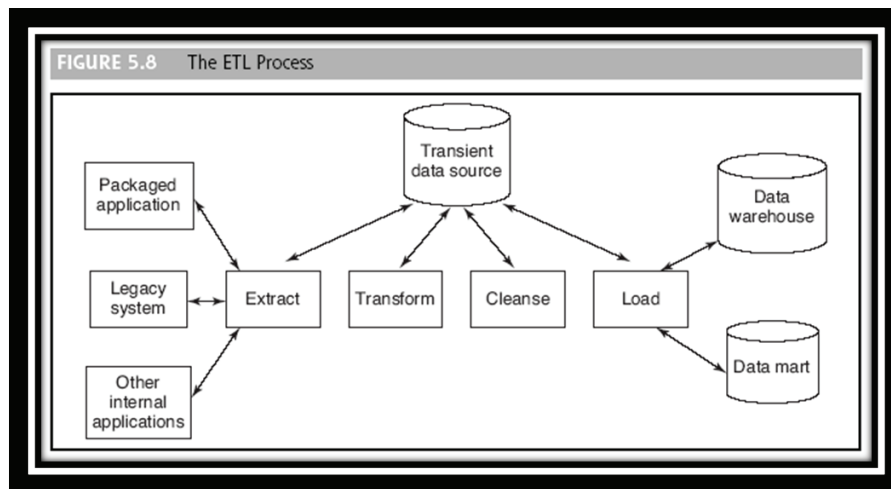 FIGURE 5.8 The ETL Process
Transient
data source
Packaged
application
Data
warehouse
Legacy
system
Extract
Transform
Cleanse
Load
Other
internal
applications
Data mart